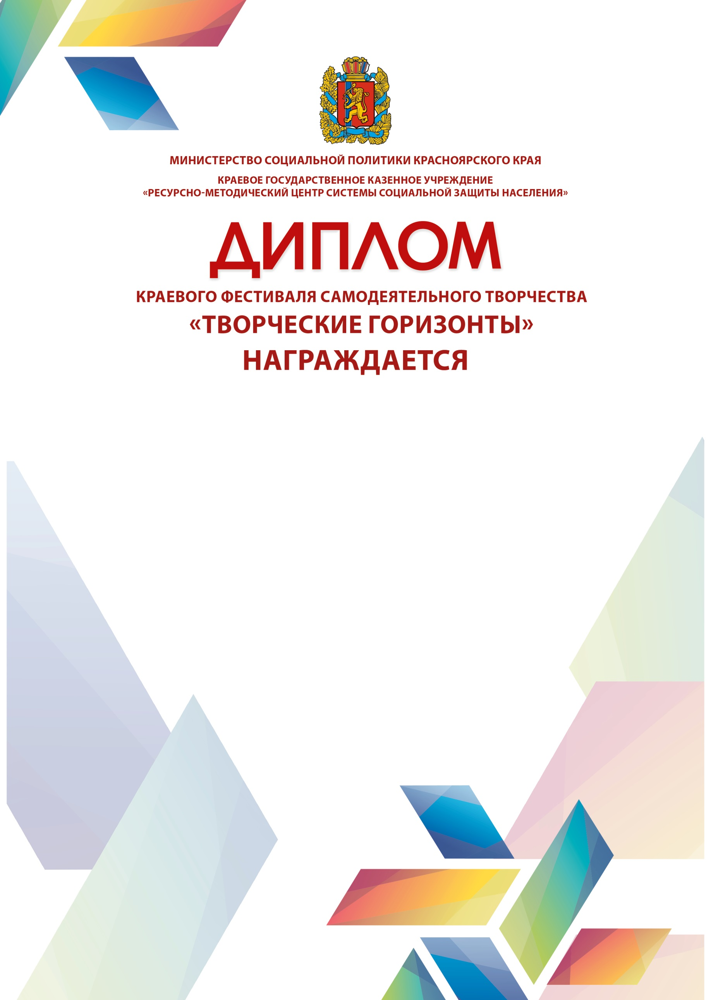 МИНИСТЕРСТВО СОЦИАЛЬНОЙ ПОЛИТИКИ КРАСНОЯРСКОГО КРАЯ
КРАЕВОЕ ГОСУДАРСТВЕННОЕ КАЗЕННОЕ УЧРЕЖДЕНИЕ
«РЕСУРСНО-МЕТОДИЧЕСКИЙ ЦЕНТР СИСТЕМЫ СОЦИАЛЬНОЙ ЗАЩИТЫ НАСЕЛЕНИЯ»
ДИПЛОМ
КРАЕВОГО ФЕСТИВАЛЯ САМОДЕЯТЕЛЬНОГО ТВОРЧЕСТВА
«ТВОРЧЕСКИЕ ГОРИЗОНТЫ»
НАГРАЖДАЕТСЯ